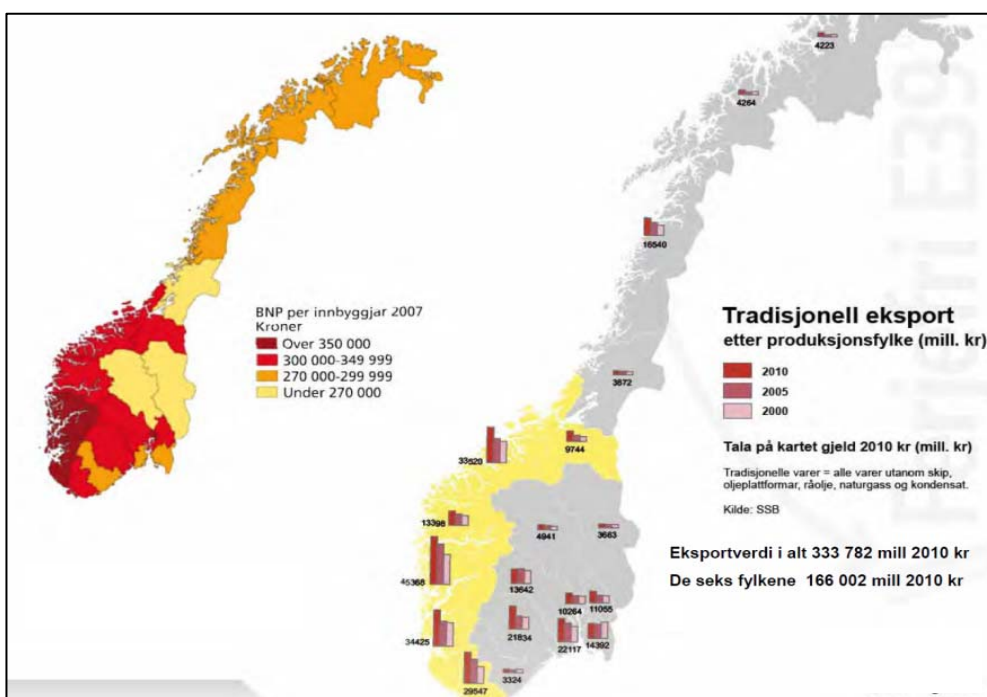 BNP per innbyggjar 2007
Kroner
Over 350 000
300 000-349 999
270 000-299 999
Under 270 000
4223
4264
16540
3672
33520
9744
13398
4941
3663
45368
13642
10264
11055
34425
21834
22117
14392
29547
3324
Tradisjonell eksport
etter produksjonsfylke (mill. kr)
2010
2005
2000
Tala på kartet gjeld 2010 kr (mill. kr)
Tradisjonelle varer = alle varer utanom skip,
oljeplattformar, råolje, naturgass og kondensat.
Kilde: SSB
Eksportverdi i alt 333 782 mill 2010 kr
De seks fylkene 166 002 mill 2010 kr
Ferjefri E39